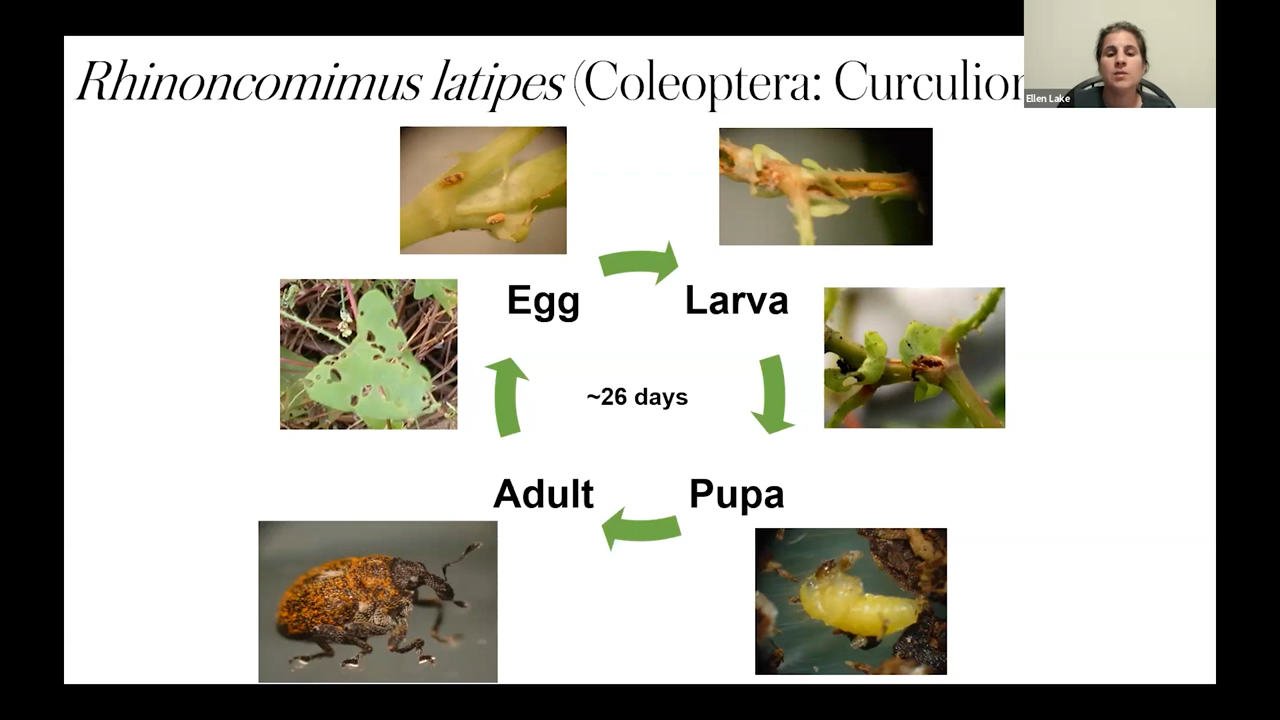 Rhinoncomimus latipes (Coleoptera: Curculion
Ellen Lake
Egg
Larva
~26 days
Adult
Pupa